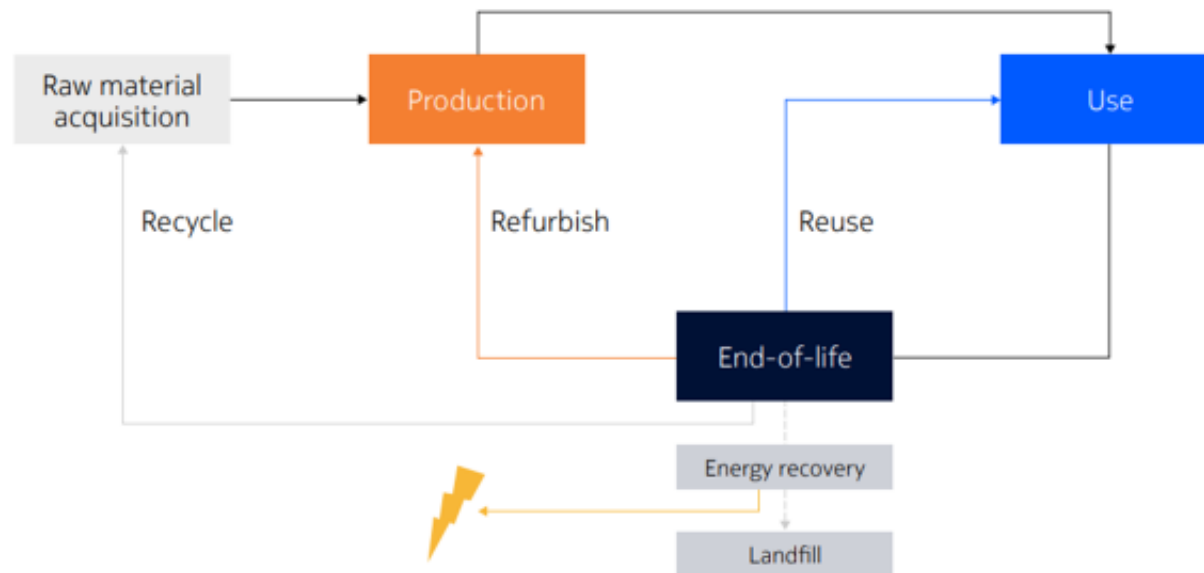 Raw material
acquisition
Production
Use
Recycle
Refurbish
Reuse
End-of-life
Energy recovery
Landfill